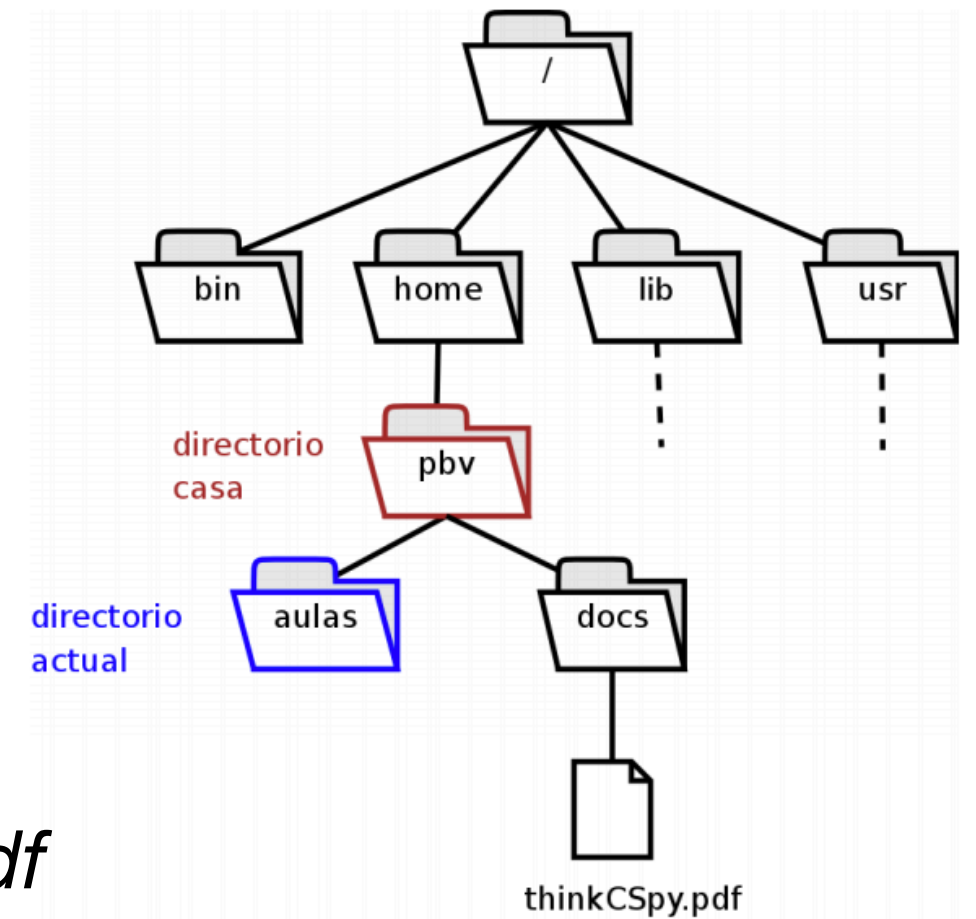 /
bin
home
lib
usr
directorio
casa
pbv
aulas
docs
directorio
actual
df
thinkCSpy.pdf